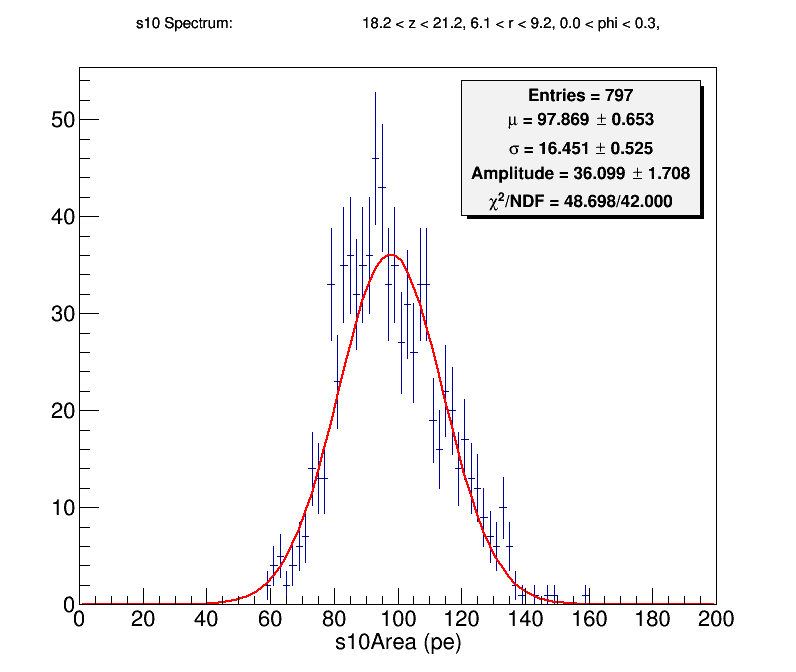 s10 Spectrum: 18.2 < z < 21.2, 6.1 < r < 9.2, 0.0 < phi < 0.3,
Entries = 797
μ = 97.869 ± 0.653
σ = 16.451 ± 0.525
Amplitude = 36.099 ± 1.708
χ²/NDF = 48.698/42.000
50
40
30
20
10
0
0 20 40 60 80 100 120 140 160 180 200
s10Area (pe)